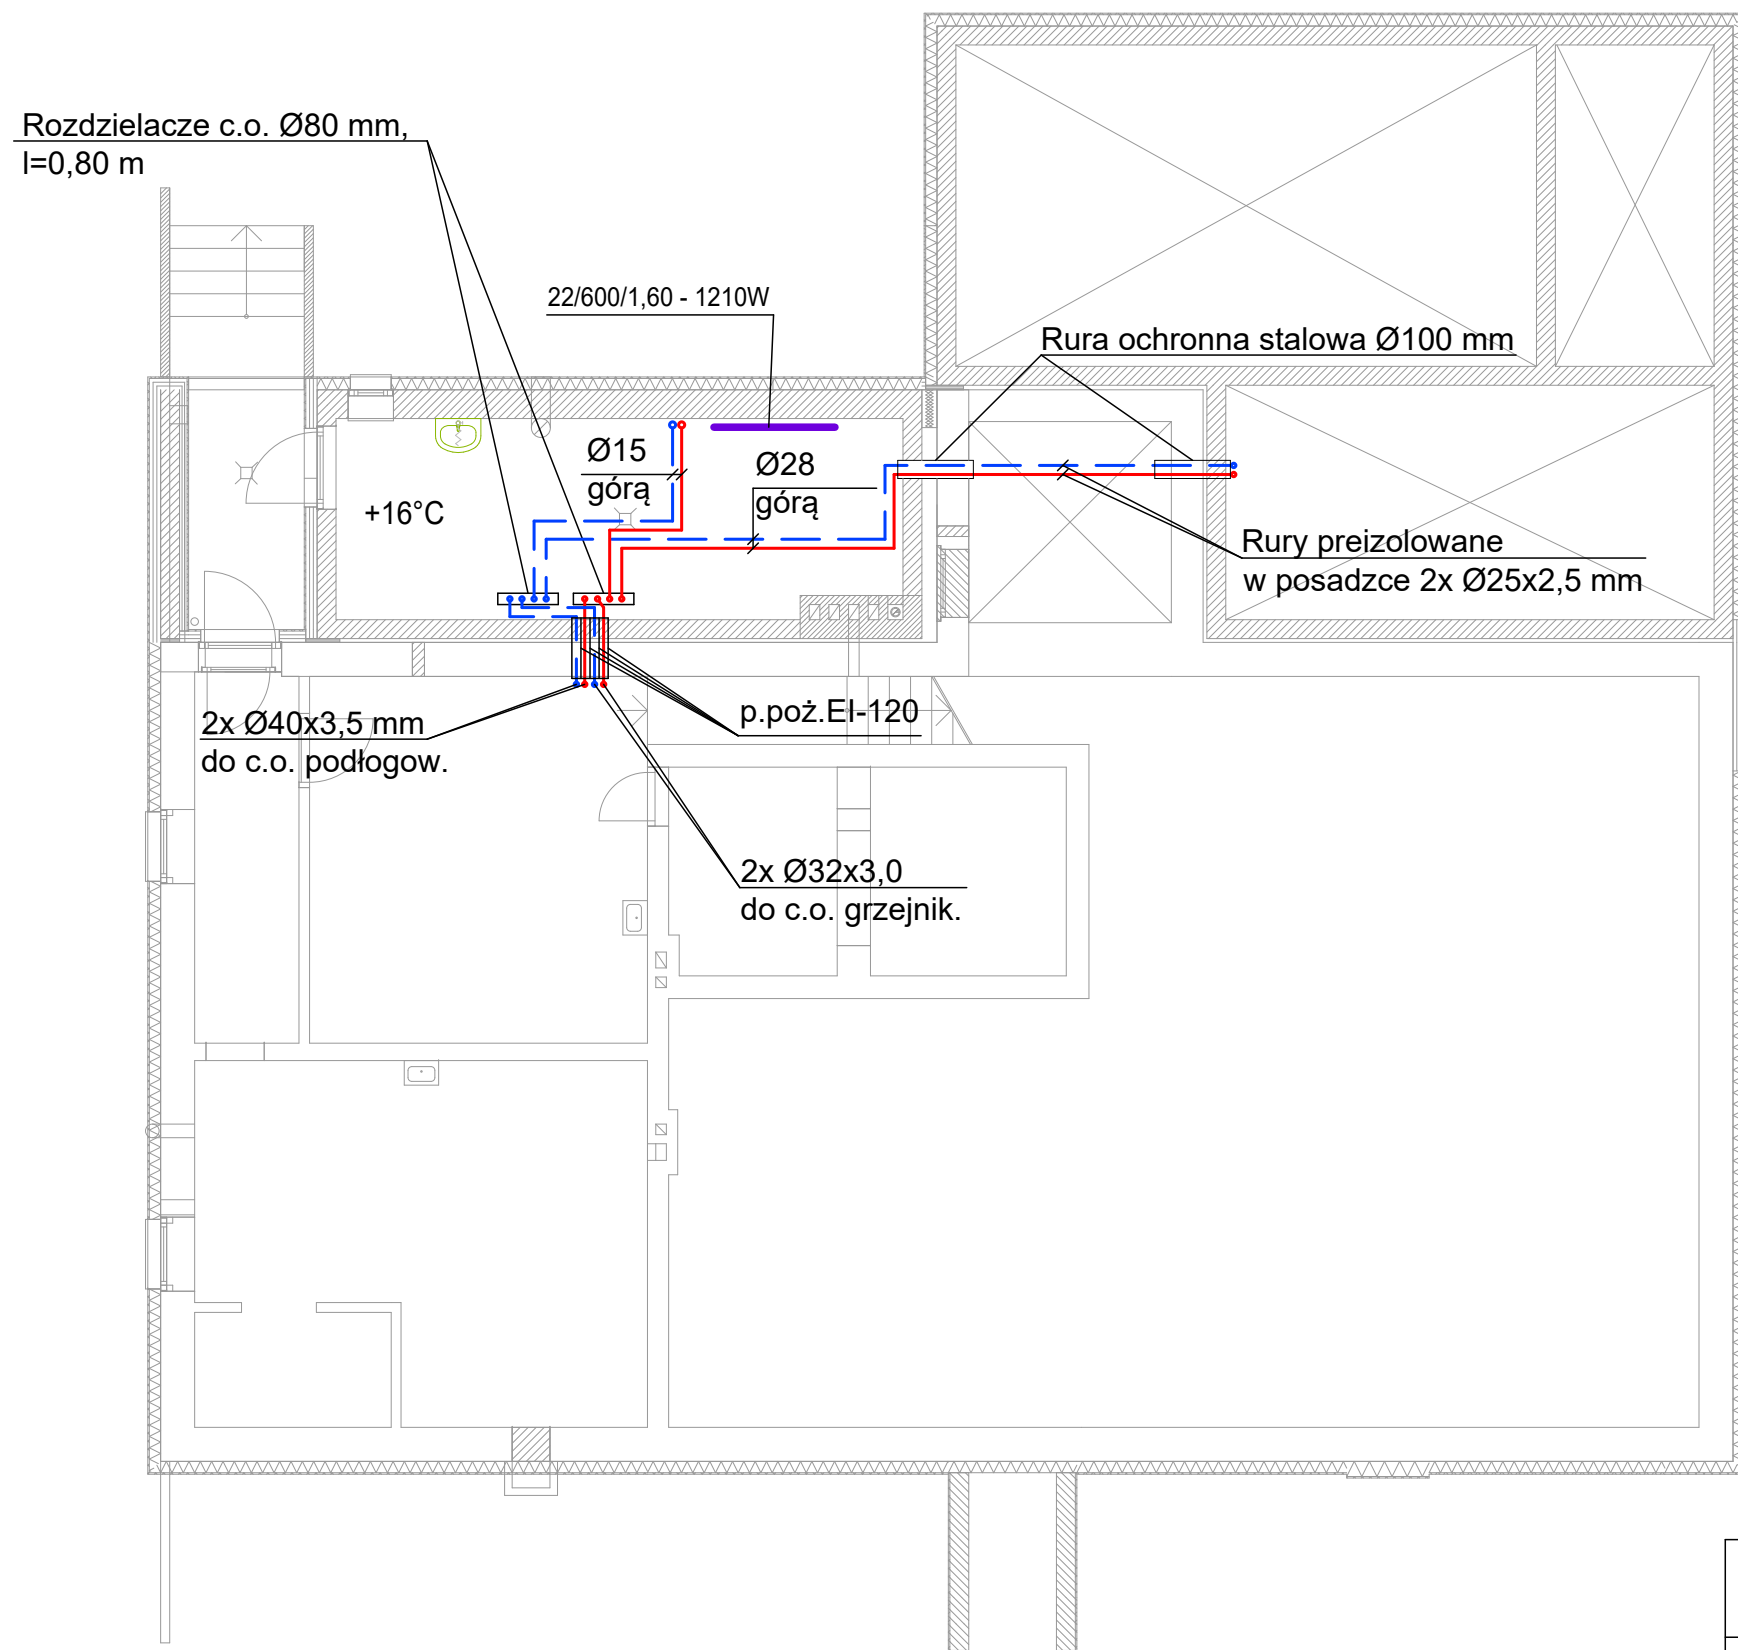 Rozdzielacze c.o. Ø80 mm,
l=0,80 m
22/600/1,60 - 1210W
Rura ochronna stalowa Ø100 mm
Ø15
górą
Ø28
górą
+16°C
Rury preizolowane
w posadzce 2x Ø25x2,5 mm
2x Ø40x3,5 mm
do c.o. podłogow.
p.poż.EI-120
2x Ø32x3,0
do c.o. grzejnik.